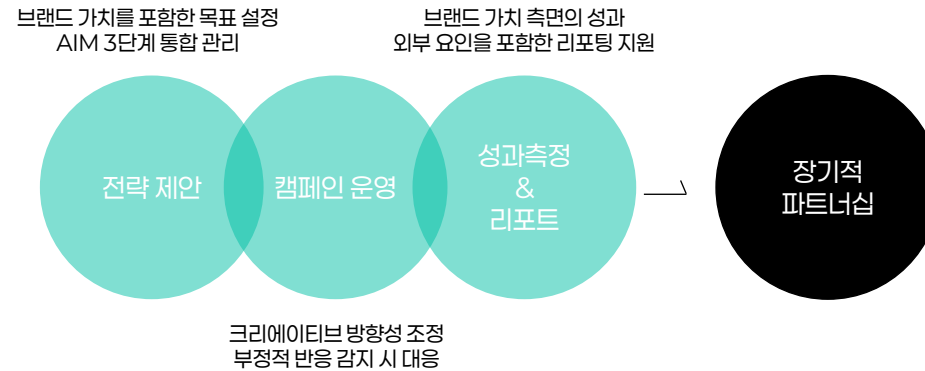 브랜드 가치를 포함한 목표 설정
AIM 3단계 통합 관리
브랜드 가치 측면의 성과
외부 요인을 포함한 리포팅 지원
전략 제안
캠페인 운영
성과측정
&
리포트
장기적
파트너십
크리에이티브 방향성 조정
부정적 반응 감지 시 대응